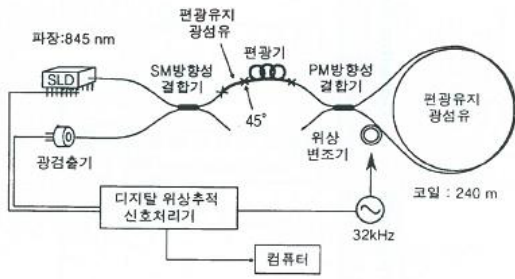 파장:845 nm
편광유지
광섬유
편광기
SLD
SM방향성
결합기
PM방향성
결합기
45°
편광유지
광섬유
광검출기
위상
변조기
코일 : 240 m
디지탈 위상추적
신호처리기
32kHz
컴퓨터